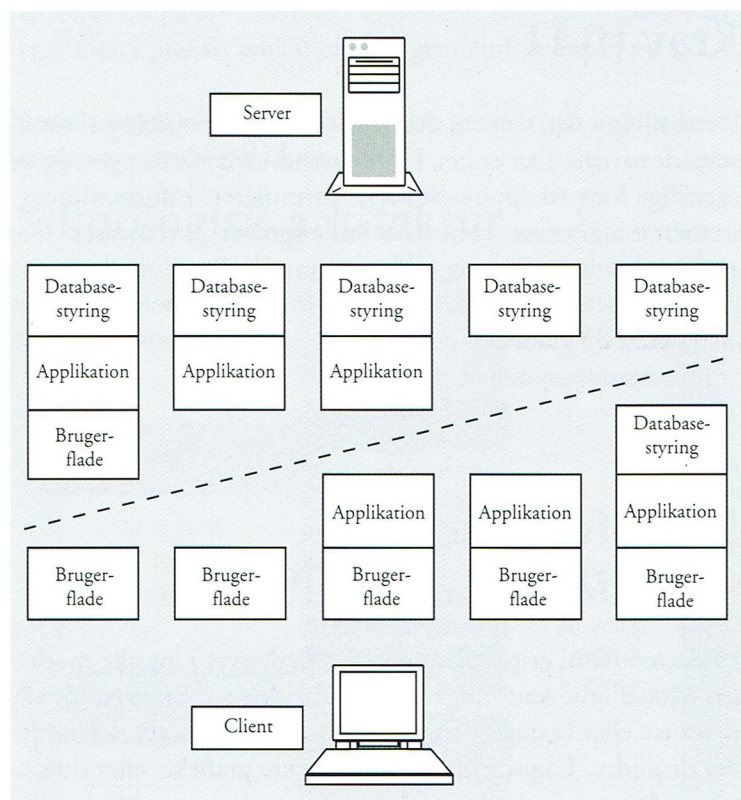 Server
Database-
styring
Database-
styring
Database-
styring
Database-
styring
Database-
styring
Applikation
Applikation
Applikation
Bruger-
flade
Database-
styring
Applikation
Applikation
Applikation
Bruger-
flade
Bruger-
flade
Bruger-
flade
Bruger-
flade
Bruger-
flade
Client